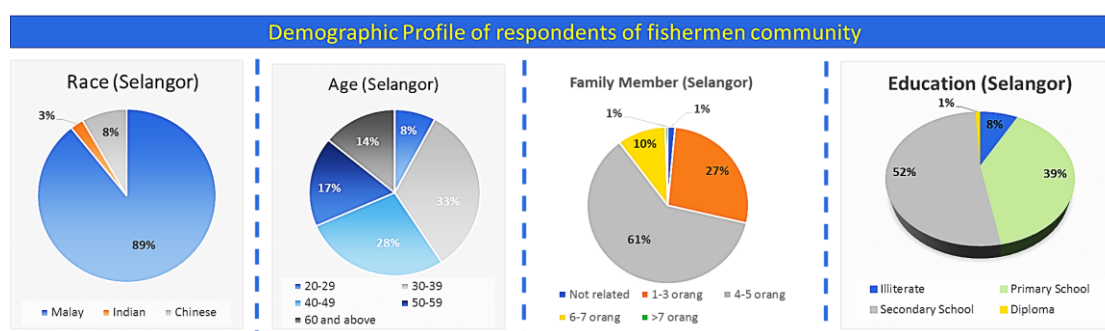 Demographic Profile of respondents of fishermen community
Race (Selangor)
3%
8%
89%
Malay Indian Chinese
Age (Selangor)
14%
8%
17%
33%
28%
20-29 30-39
40-49 50-59
60 and above
Family Member (Selangor)
1% 1%
10%
27%
61%
Not related 1-3 orang 4-5 orang
6-7 orang >7 orang
Education (Selangor)
1%
8%
52% 39%
Illiterate Primary School
Secondary School Diploma